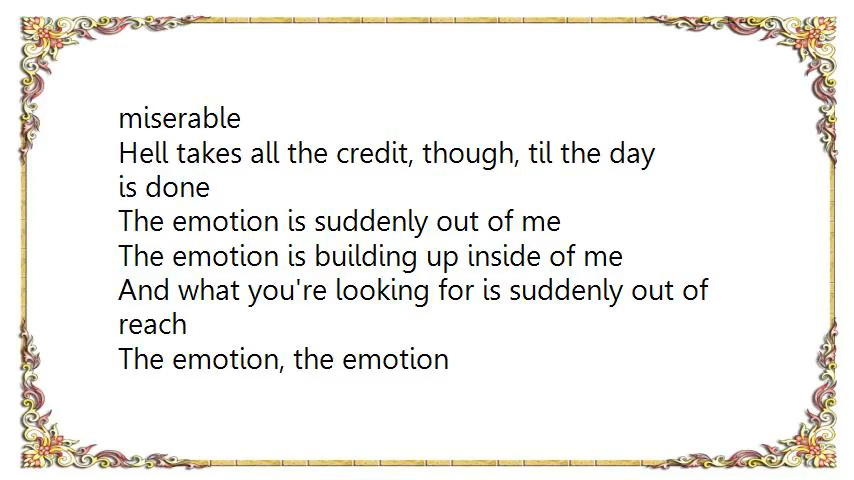 miserable
Hell takes all the credit, though, til the day
is done
The emotion is suddenly out of me
The emotion is building up inside of me
And what you're looking for is suddenly out of
reach
The emotion, the emotion